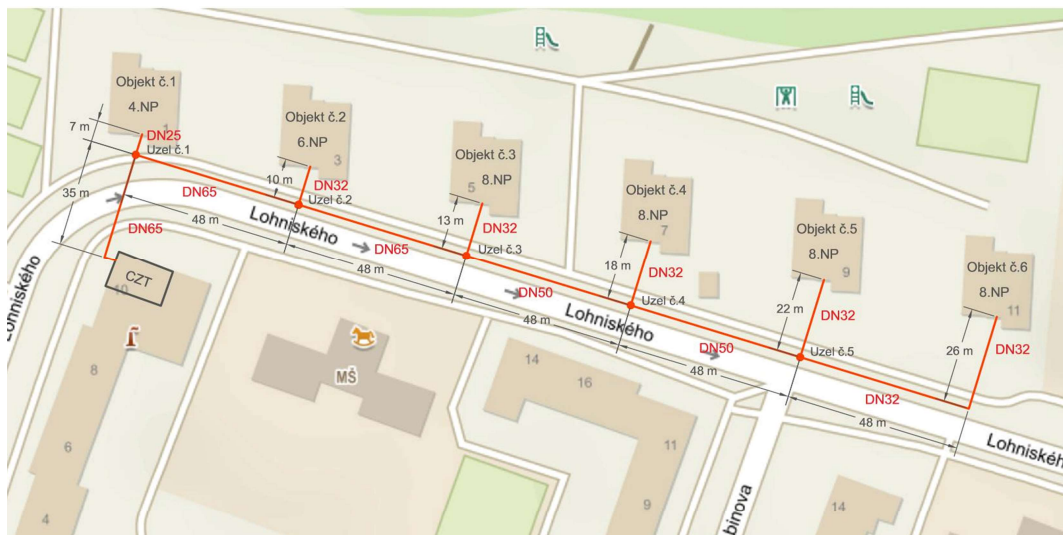 Objekt č.1
4.NP
1
7 m
DN25
Uzel č.1
Objekt č.2
6.NP
3
10 m
DN32
Uzel č.2
Objekt č.3
8.NP
5
13 m
DN32
Uzel č.3
Objekt č.4
8.NP
7
18 m
DN32
Uzel č.4
Objekt č.5
8.NP
9
22 m
DN32
Uzel č.5
Objekt č.6
8.NP
11
26 m
DN32
35 m
DN65
DN65
48 m
Lohniského
DN65
48 m
DN50
48 m
Lohniského
DN50
48 m
DN32
48 m
Lohniského
Lohniského
CZT
10
8
6
4
MŠ
14
16
11
9
14
binova